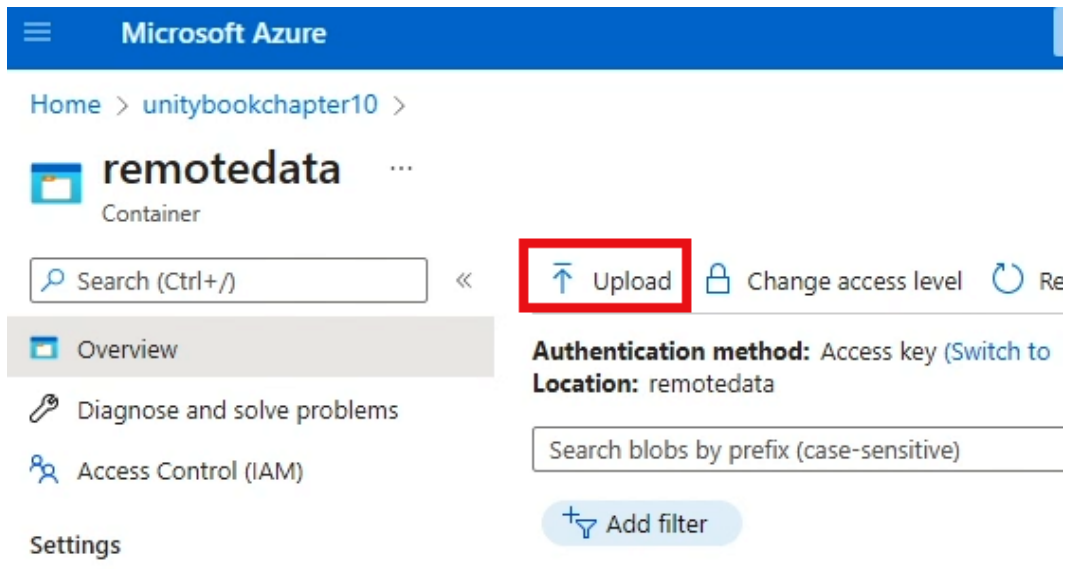 Microsoft Azure
Home > unitybookchapter10 >
remotedata ...
Container
Search (Ctrl+/) «
Upload Change access level Re
Overview
Authentication method: Access key (Switch to
Location: remotedata
Diagnose and solve problems
Search blobs by prefix (case-sensitive)
Access Control (IAM)
Add filter
Settings